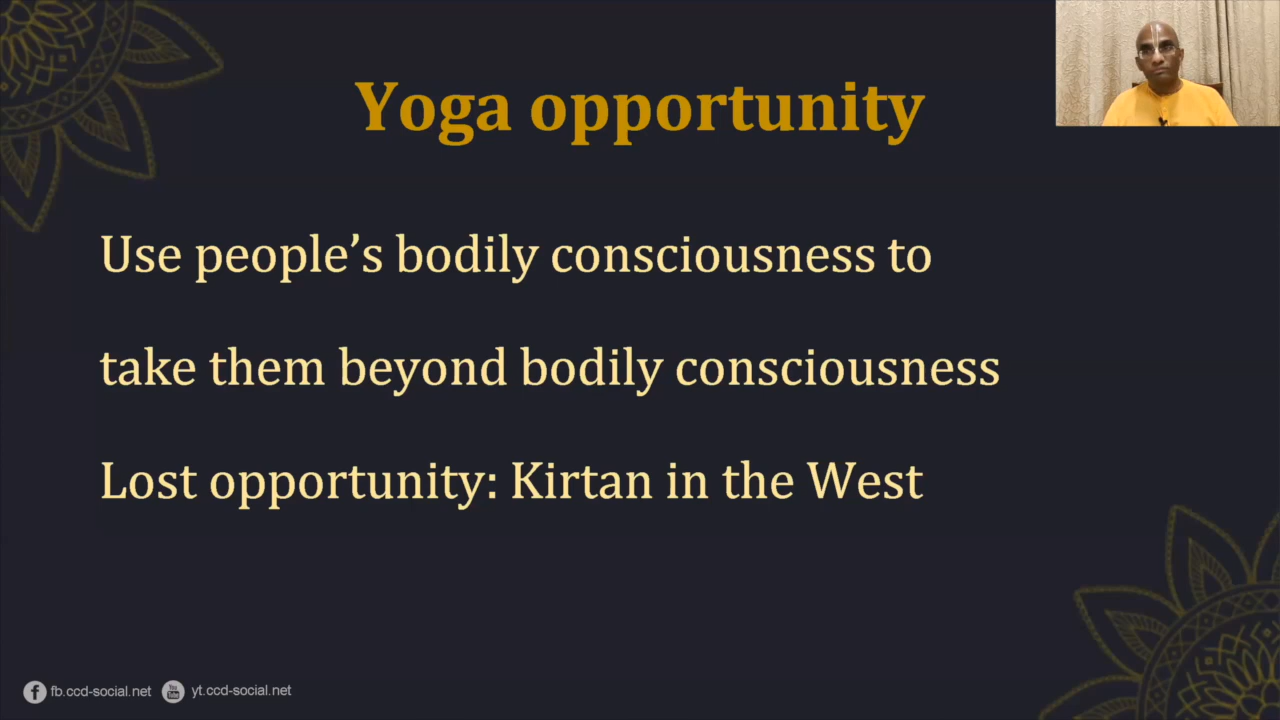 Yoga opportunity
Use people’s bodily consciousness to
take them beyond bodily consciousness
Lost opportunity: Kirtan in the West
fb.ccd-social.net yt.ccd-social.net